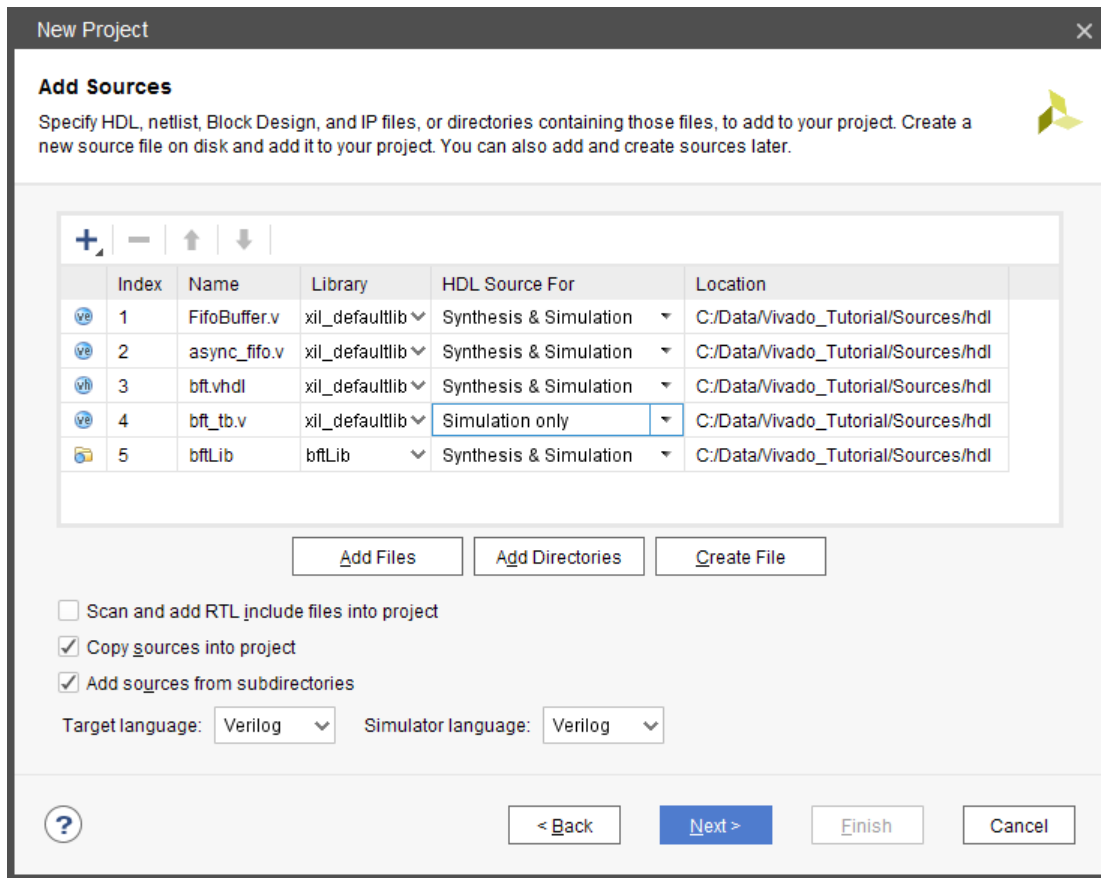 New Project
Add Sources
Specify HDL, netlist, Block Design, and IP files, or directories containing those files, to add to your project. Create a
new source file on disk and add it to your project. You can also add and create sources later.
Index Name Library HDL Source For Location
ve 1 FifoBuffer.v xil_defaultlib Synthesis & Simulation C:/Data/Vivado_Tutorial/Sources/hdl
ve 2 async_fifo.v xil_defaultlib Synthesis & Simulation C:/Data/Vivado_Tutorial/Sources/hdl
vh 3 bft.vhdl xil_defaultlib Synthesis & Simulation C:/Data/Vivado_Tutorial/Sources/hdl
ve 4 bft_tb.v xil_defaultlib Simulation only C:/Data/Vivado_Tutorial/Sources/hdl
5 bftLib bftLib Synthesis & Simulation C:/Data/Vivado_Tutorial/Sources/hdl
Add Files Add Directories Create File
Scan and add RTL include files into project
Copy sources into project
Add sources from subdirectories
Target language: Verilog Simulator language: Verilog
? < Back Next > Finish Cancel